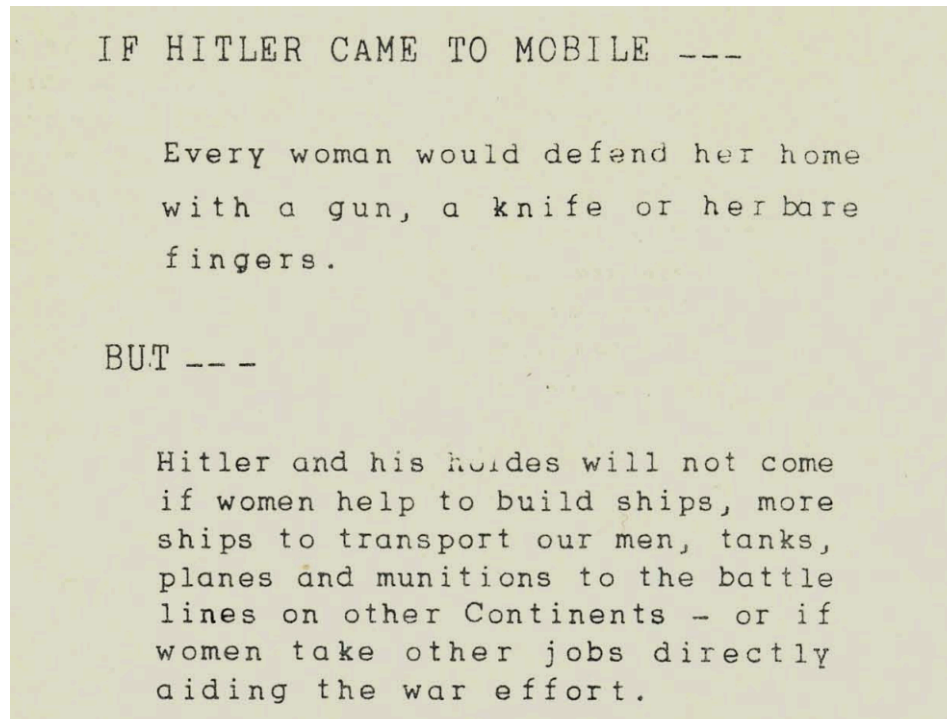 IF HITLER CAME TO MOBILE ---
Every woman would defend her home
with a gun, a knife or her bare
fingers.
BUT ---
Hitler and his hordes will not come
if women help to build ships, more
ships to transport our men, tanks,
planes and munitions to the battle
lines on other Continents - or if
women take other jobs directly
aiding the war effort.